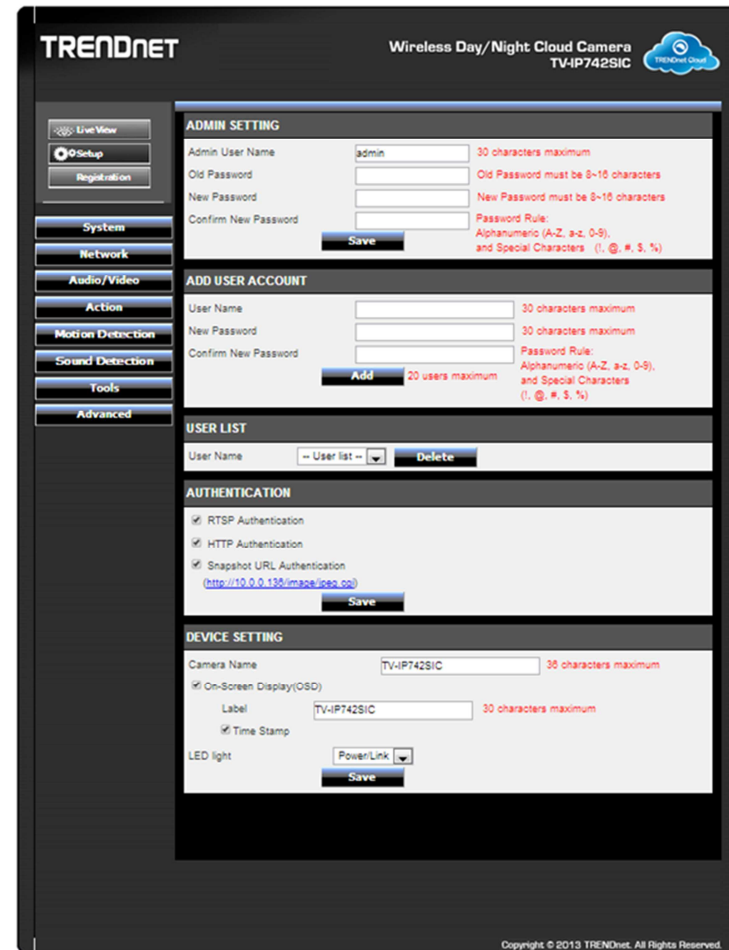 TRENDnet
Wireless Day/Night Cloud Camera
TV-IP742SIC
TRENDnet Cloud
Live View
Setup
Registration
System
Network
Audio/Video
Action
Motion Detection
Sound Detection
Tools
Advanced
ADMIN SETTING
Admin User Name admin 30 characters maximum
Old Password Old Password must be 8~16 characters
New Password New Password must be 8~16 characters
Confirm New Password Password Rule:
Alphanumeric (A-Z, a-z, 0-9),
and Special Characters (!, @, #, $, %)
Save
ADD USER ACCOUNT
User Name 30 characters maximum
New Password 30 characters maximum
Confirm New Password Password Rule:
Alphanumeric (A-Z, a-z, 0-9),
and Special Characters
(!, @, #, $, %)
Add 20 users maximum
USER LIST
User Name -- User list -- Delete
AUTHENTICATION
RTSP Authentication
HTTP Authentication
Snapshot URL Authentication
(http://10.0.0.136/image/jpeg.cgi)
Save
DEVICE SETTING
Camera Name TV-IP742SIC 36 characters maximum
On-Screen Display(OSD)
Label TV-IP742SIC 30 characters maximum
Time Stamp
LED light Power/Link
Save
Copyright © 2013 TRENDnet. All Rights Reserved.